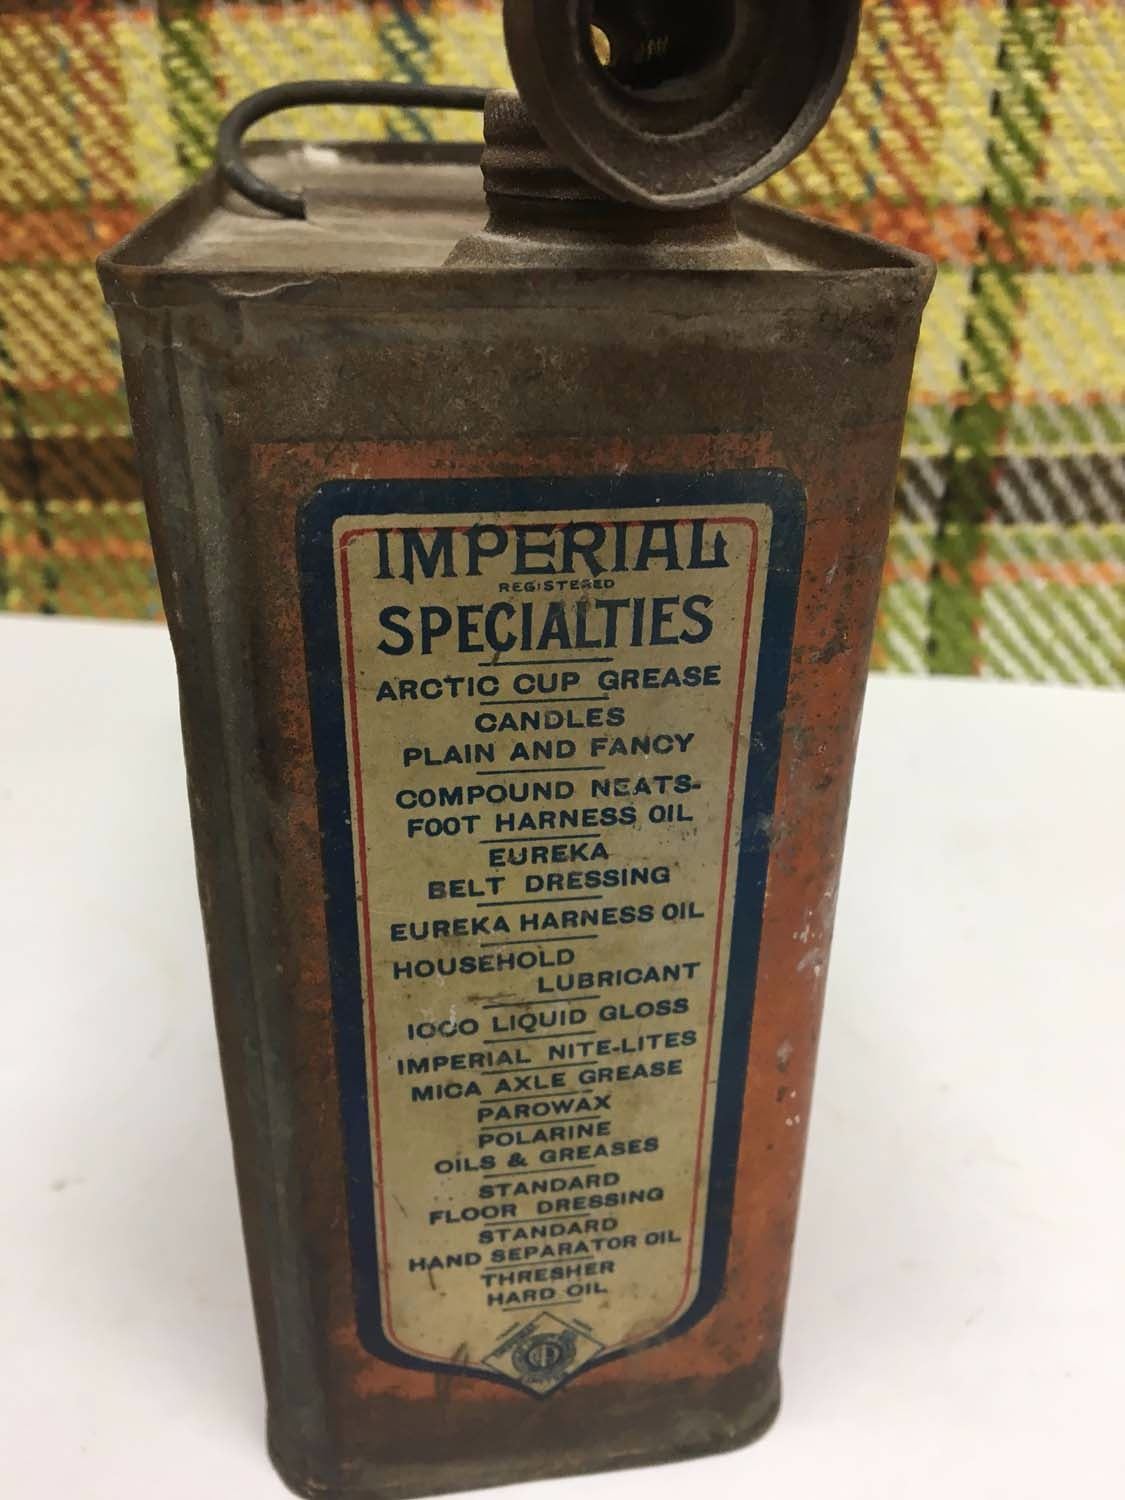 IMPERIAL
REGISTERED
SPECIALTIES
ARCTIC CUP GREASE
CANDLES
PLAIN AND FANCY
COMPOUND NEATS-
FOOT HARNESS OIL
EUREKA
BELT DRESSING
EUREKA HARNESS OIL
HOUSEHOLD
LUBRICANT
IOCO LIQUID GLOSS
IMPERIAL NITE-LITES
MICA AXLE GREASE
PAROWAX
POLARINE
OILS & GREASES
STANDARD
FLOOR DRESSING
STANDARD
HAND SEPARATOR OIL
THRESHER
HARD OIL